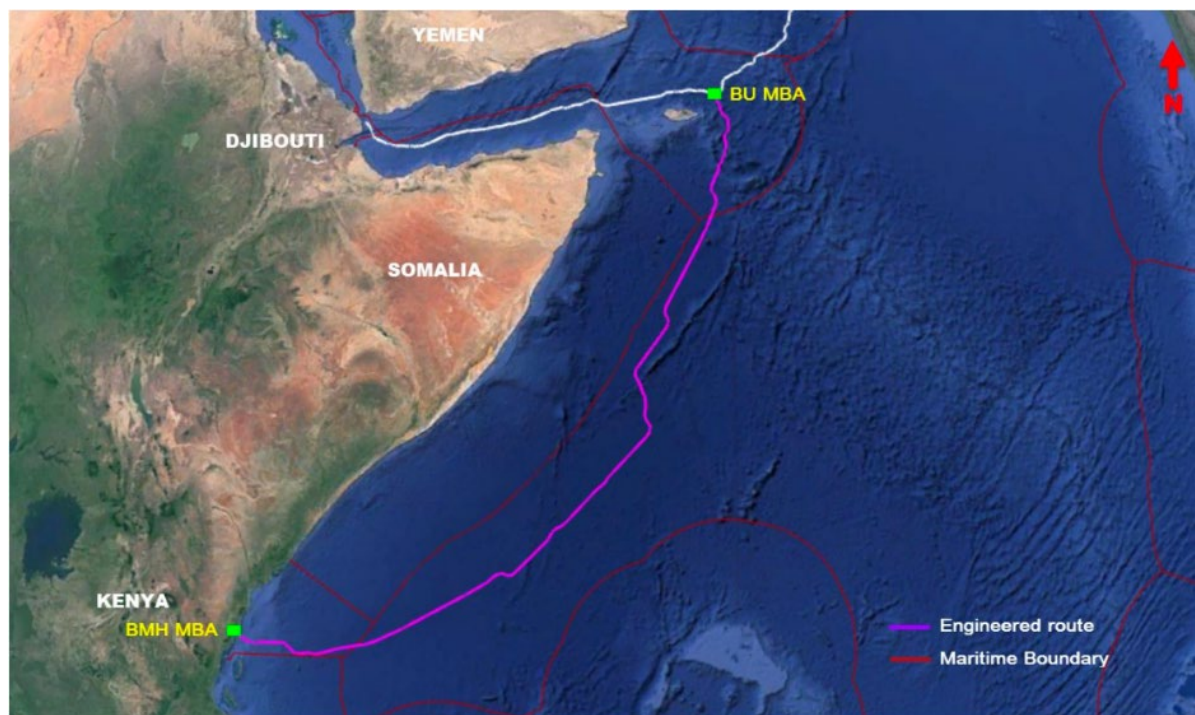 YEMEN
N
BU MBA
DJIBOUTI
SOMALIA
KENYA
BMH MBA
Engineered route
Maritime Boundary